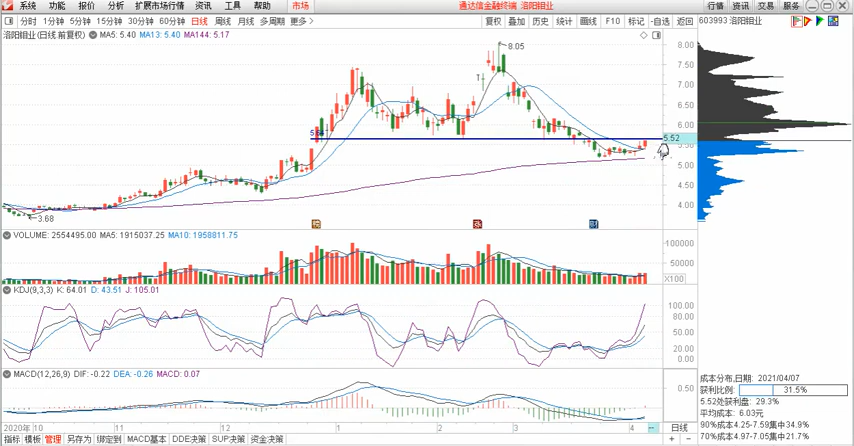 系统 功能 报价 分析 扩展市场行情 资讯 工具 帮助 市场 通达信金融终端 洛阳钼业 行情 资讯 交易 服务
分时 1分钟 5分钟 15分钟 30分钟 60分钟 日线 周线 月线 多周期 更多> 复权 叠加 历史 统计 画线 F10 标记 -自选 返回 603993 洛阳钼业
洛阳钼业(日线.前复权) MA5: 5.40 MA13: 5.40 MA144: 5.17
8.00
7.50
7.00
6.50
6.00
5.52
5.50
5.00
4.50
4.00
8.05
T
3.68
财
VOLUME: 2554495.00 MA5: 1915037.25 MA10: 1958811.75
100000
50000
X100
KDJ(9,3,3) K: 64.01 D: 43.51 J: 105.01
100.00
80.00
50.00
20.00
0.00
MACD(12,26,9) DIF: -0.22 DEA: -0.26 MACD: 0.07
0.50
成本分布,日期: 2021/04/07
获利比例: 31.5%
5.52处获利盘: 29.3%
平均成本: 6.03元
90%成本4.25-7.59集中34.9%
70%成本4.97-7.05集中21.7%
2020年 10 11 12 1 2 3 4 日线
指标 模板 管理 另存为 绑定到 MACD基本 DDE决策 SUP决策 资金决策 + -